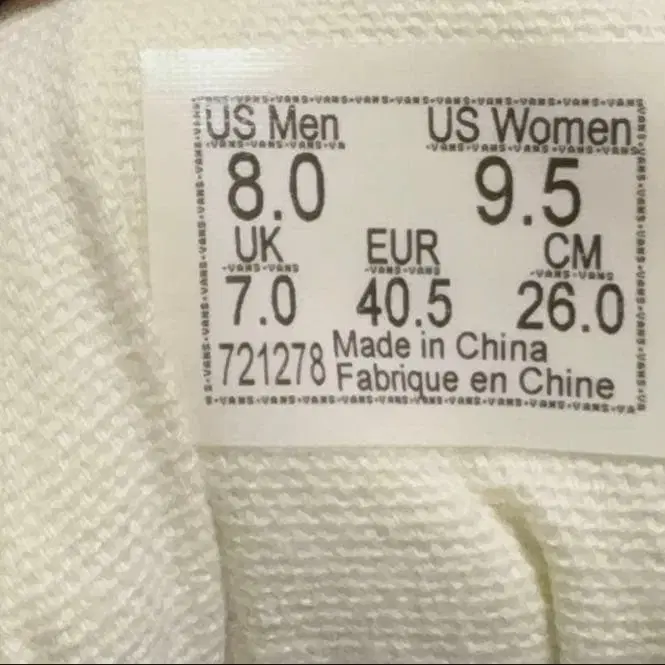 US Men US Women
8.0 9.5
UK EUR CM
7.0 40.5 26.0
721278 Made in China
Fabrique en Chine